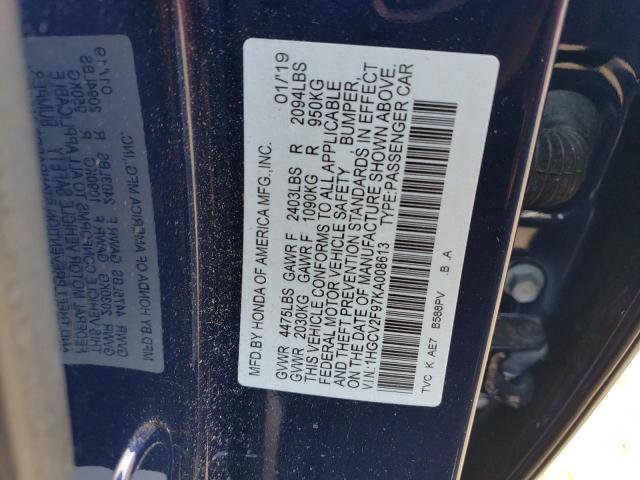 MFD.BY HONDA OF AMERICA MFG.,INC. 01/'19
GVWR 4475LBS GAWR F 2403LBS R 2094LBS
GVWR 2030KG GAWR F 1090KG R 950KG
THIS VEHICLE CONFORMS TO ALL APPLICABLE
FEDERAL MOTOR VEHICLE SAFETY, BUMPER,
AND THEFT PREVENTION STANDARDS IN EFFECT
ON THE DATE OF MANUFACTURE SHOWN ABOVE.
V.I.N.:1HGCV2F97KA008613 TYPE:PASSENGER CAR
TVC K AE7 B588PV .B .A